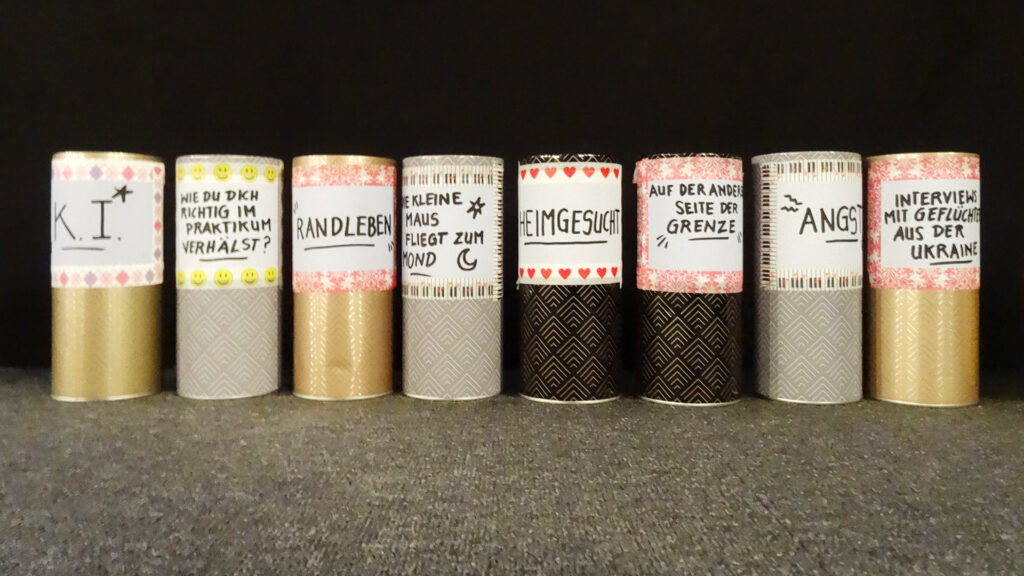 K.I.
WIE DU DICH
RICHTIG IM
PRAKTIKUM
VERHÄLST?
"RANDLEBEN"
KLEINE
MAUS
FLIEGT ZUM
MOND
HEIMGESUCHT
AUF DER ANDERE
SEITE DER
GRENZE
ANGST
INTERVIEWS
MIT GEFLÜCHTE
AUS DER
UKRAINE